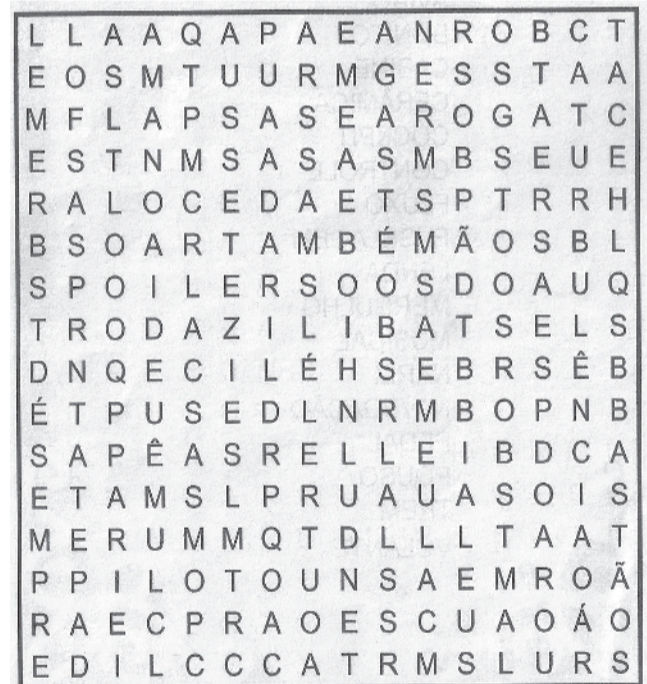 L L A A Q A P A E A N R O B C T
E O S M T U U R M G E S S T A A
M F L A P S A S E A R O G A T C
E S T N M S A S A S M B S E U E
R A L O C E D A E T S P T R R H
B S O A R T A M B É M Ã O S B L
S P O I L E R S O O S D O A U Q
T R O D A Z I L I B A T S E L S
D N Q E C I L É H S E B R S Ê B
É T P U S E D L N R M B O P N B
S A P Ê A S R E L L E I B D C A
E T A M S L P R U A U A S O I S
M E R U M M Q T D L L L T A A T
P P I L O T O U N S A E M R O Ã
R A E C P R A O E S C U A O Á O
E D I L C C C A T R M S L U R S